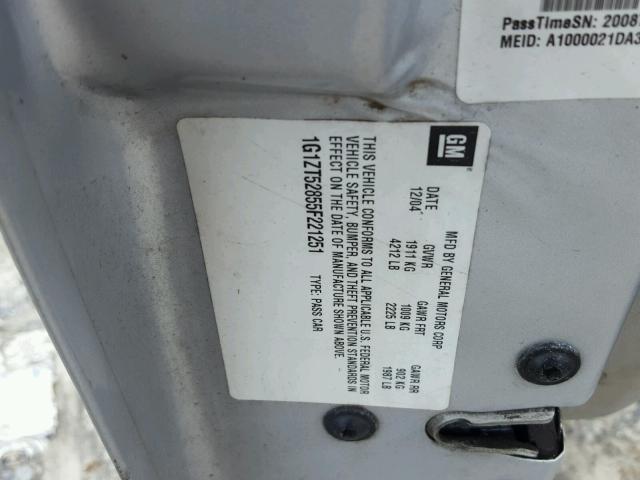 PassTimeSN: 2008
MEID: A1000021DA3
GM
MFD BY GENERAL MOTORS CORP
DATE GVWR GAWR FRT GAWR RR
12/04 1911 KG 1009 KG 902 KG
4212 LB 2225 LB 1987 LB
THIS VEHICLE CONFORMS TO ALL APPLICABLE U.S. FEDERAL MOTOR
VEHICLE SAFETY, BUMPER, AND THEFT PREVENTION STANDARDS IN
EFFECT ON THE DATE OF MANUFACTURE SHOWN ABOVE.
1G1ZT52855F221251 TYPE: PASS CAR